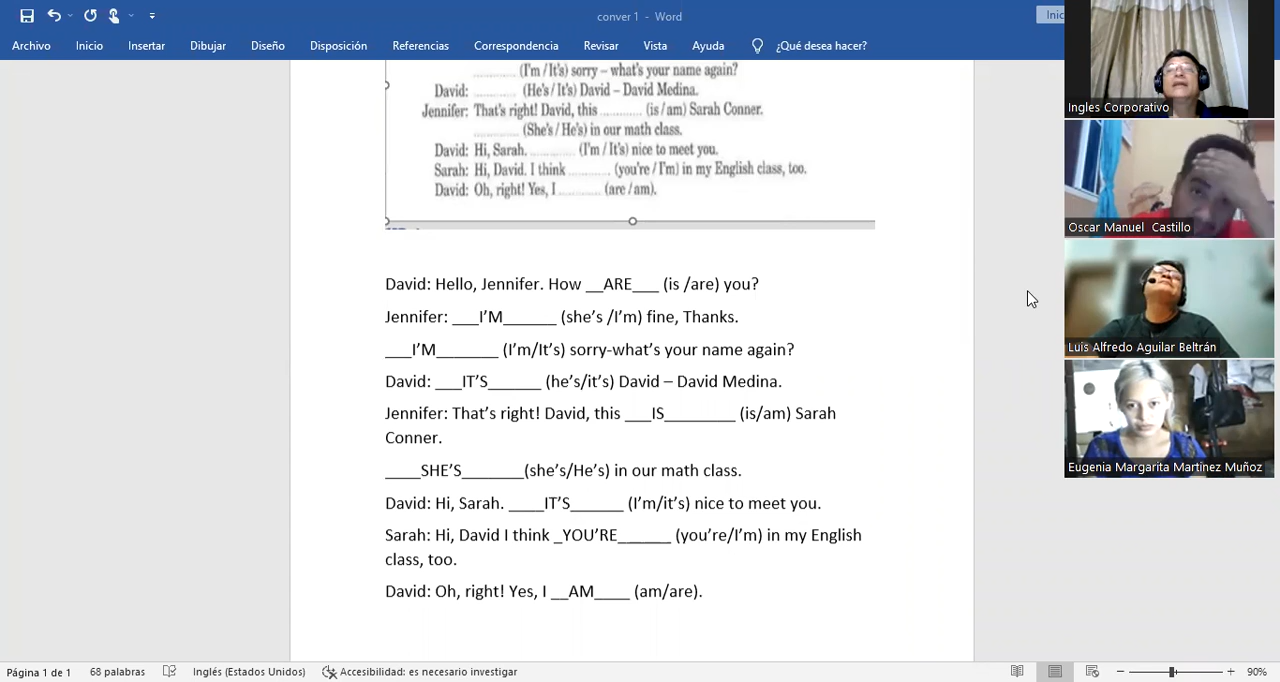 conver 1 - Word
Inic
Archivo Inicio Insertar Dibujar Diseño Disposición Referencias Correspondencia Revisar Vista Ayuda ¿Qué desea hacer?
(I'm / It's) sorry – what's your name again?
David: (He's / It's) David – David Medina.
Jennifer: That's right! David, this (is / am) Sarah Conner.
(She's / He's) in our math class.
David: Hi, Sarah. (I'm / It's) nice to meet you.
Sarah: Hi, David. I think (you're / I'm) in my English class, too.
David: Oh, right! Yes, I (are / am).
David: Hello, Jennifer. How __ARE___ (is /are) you?
Jennifer: ___I'M______ (she's /I'm) fine, Thanks.
___I'M_______ (I'm/It's) sorry-what's your name again?
David: ___IT'S______ (he's/it's) David – David Medina.
Jennifer: That's right! David, this ___IS________ (is/am) Sarah
Conner.
____SHE'S_______(she's/He's) in our math class.
David: Hi, Sarah. ____IT'S______ (I'm/it's) nice to meet you.
Sarah: Hi, David I think _YOU'RE______ (you're/I'm) in my English
class, too.
David: Oh, right! Yes, I __AM____ (am/are).
Ingles Corporativo
Oscar Manuel Castillo
Luis Alfredo Aguilar Beltrán
Eugenia Margarita Martínez Muñoz
Página 1 de 1 68 palabras Inglés (Estados Unidos) Accesibilidad: es necesario investigar 90%